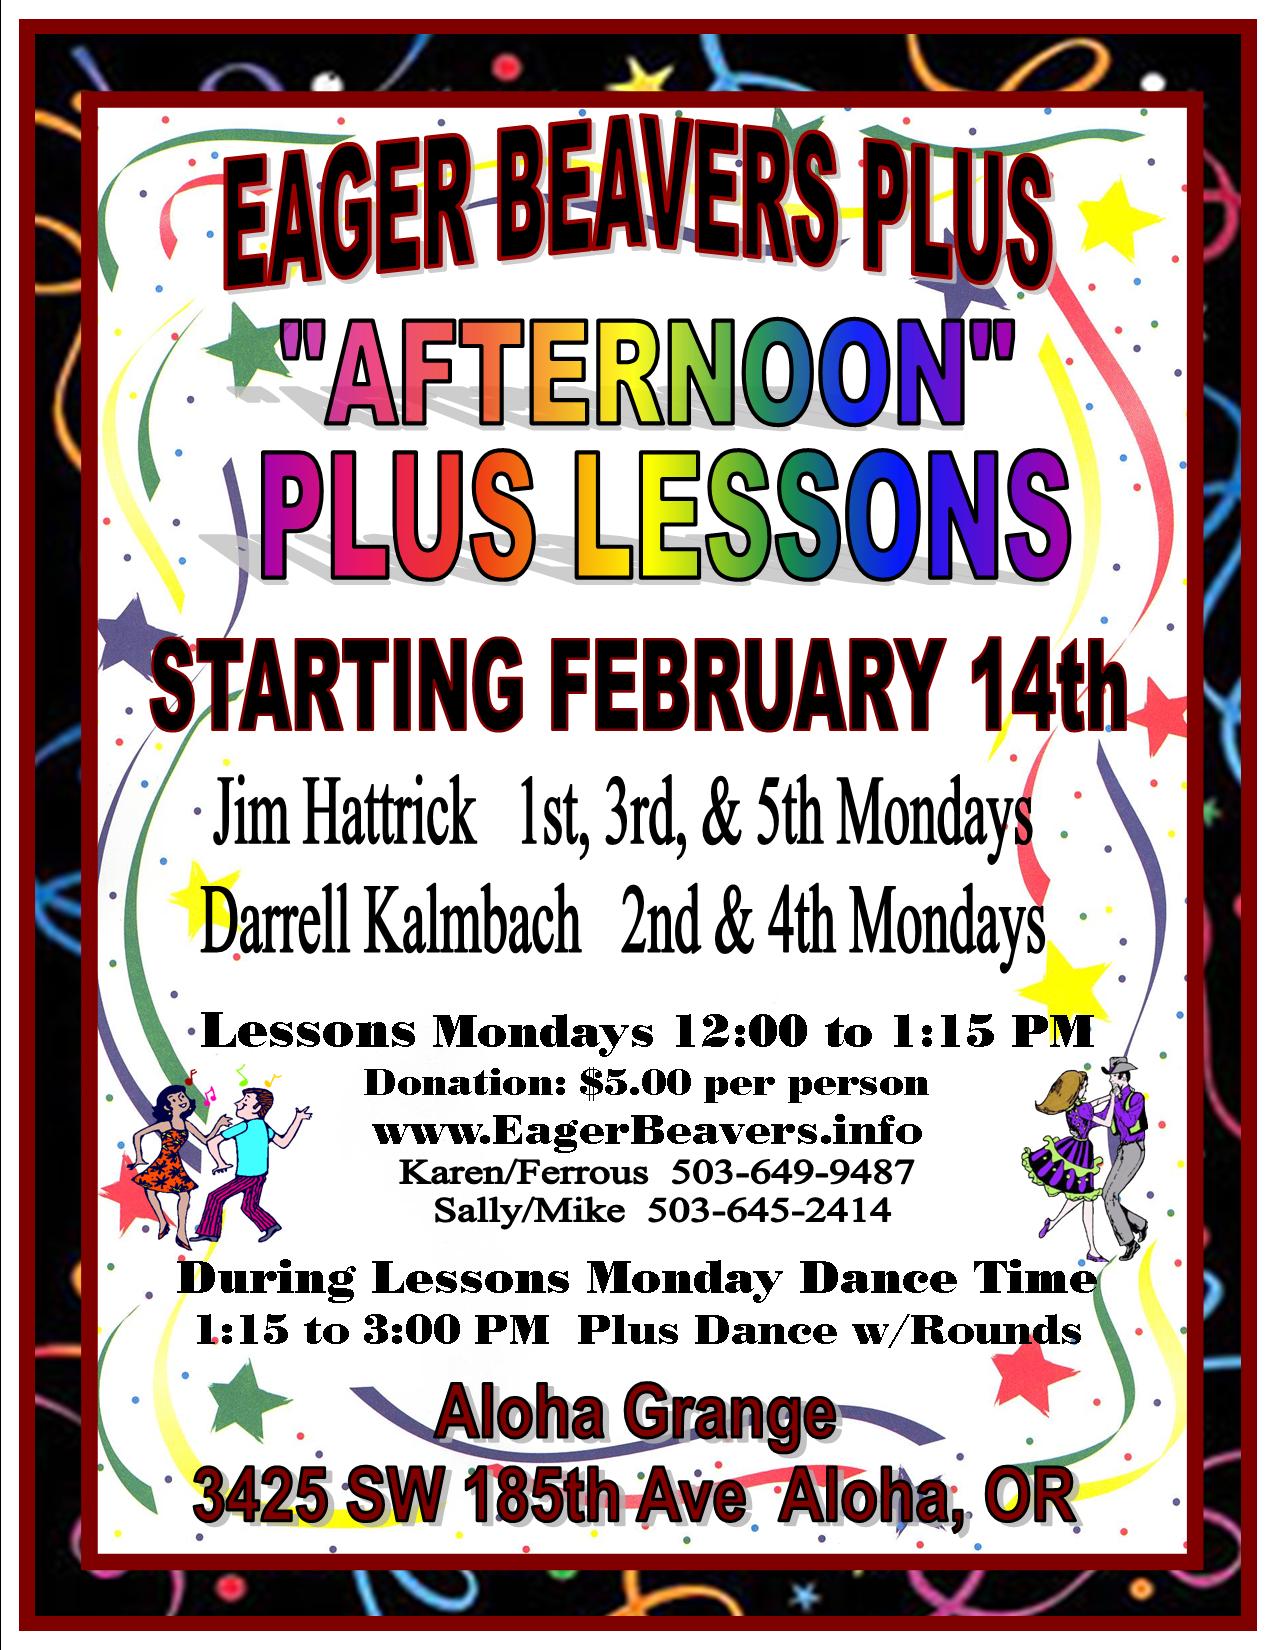 EAGER BEAVERS PLUS
"AFTERNOON"
PLUS LESSONS
STARTING FEBRUARY 14th
Jim Hattrick 1st, 3rd, & 5th Mondays
Darrell Kalmbach 2nd & 4th Mondays
Lessons Mondays 12:00 to 1:15 PM
Donation: $5.00 per person
www.EagerBeavers.info
Karen/Ferrous 503-649-9487
Sally/Mike 503-645-2414
During Lessons Monday Dance Time
1:15 to 3:00 PM Plus Dance w/Rounds
Aloha Grange
3425 SW 185th Ave Aloha, OR